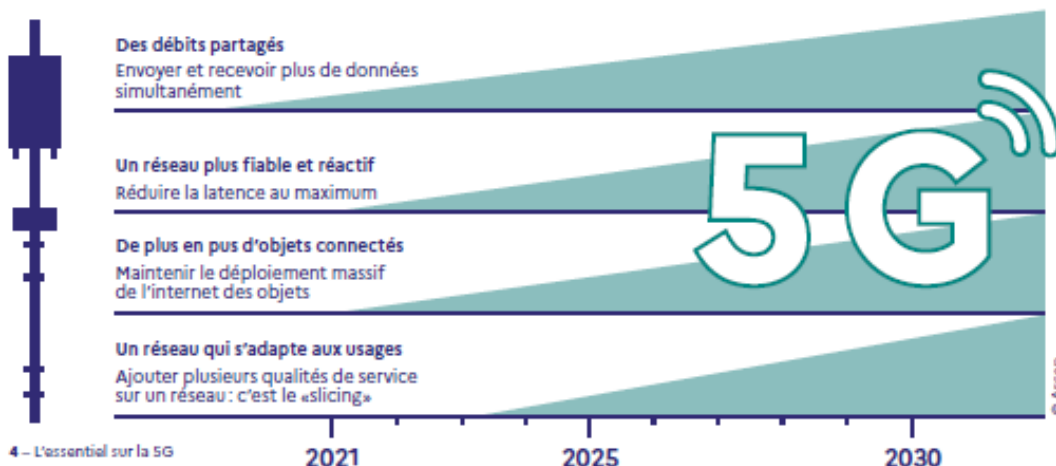 Des débits partagés
Envoyer et recevoir plus de données
simultanément
Un réseau plus fiable et réactif
Réduire la latence au maximum
De plus en pus d'objets connectés
Maintenir le déploiement massif
de l'internet des objets
Un réseau qui s'adapte aux usages
Ajouter plusieurs qualités de service
sur un réseau : c'est le «slicing»
5G
© Arcep
4 – L'essentiel sur la 5G
2021 2025 2030